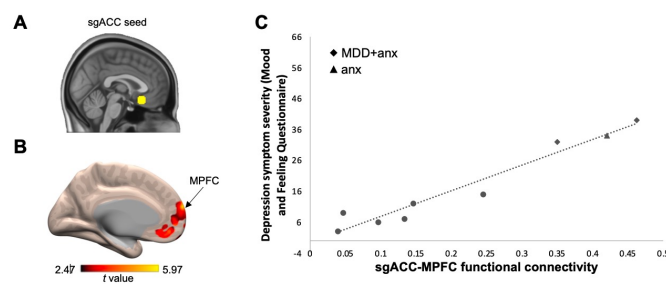 A
sgACC seed
B
MPFC
2.47 5.97
t value
C
Depression symptom severity (Mood
and Feeling Questionnaire)
66
56
46
36
26
16
6
-4
MDD+anx
anx
0 0.05 0.1 0.15 0.2 0.25 0.3 0.35 0.4 0.45 0.5
sgACC-MPFC functional connectivity